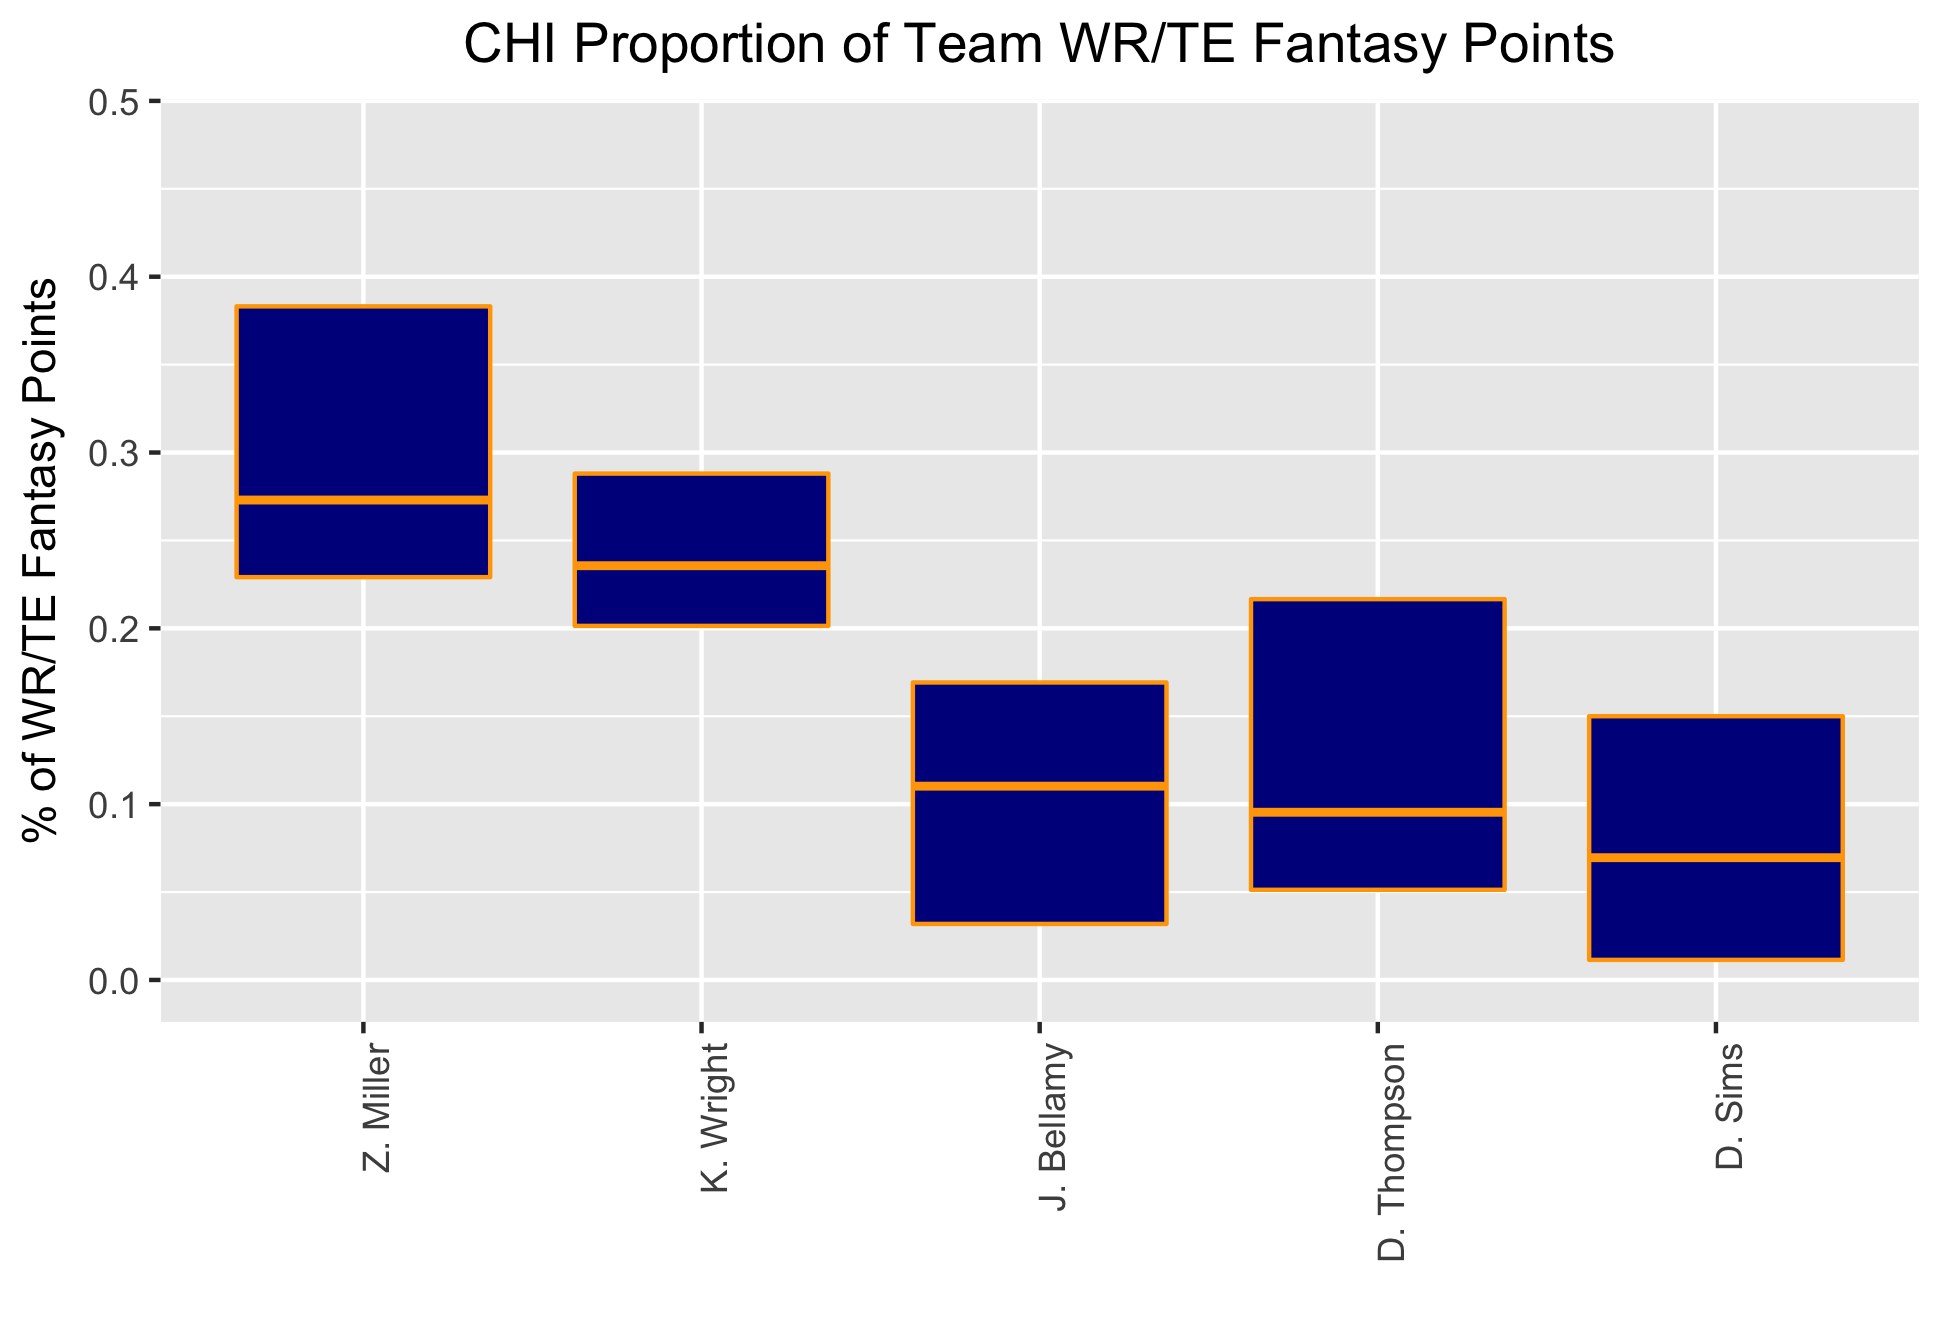 CHI Proportion of Team WR/TE Fantasy Points
% of WR/TE Fantasy Points
0.5
0.4
0.3
0.2
0.1
0.0
Z. Miller
K. Wright
J. Bellamy
D. Thompson
D. Sims